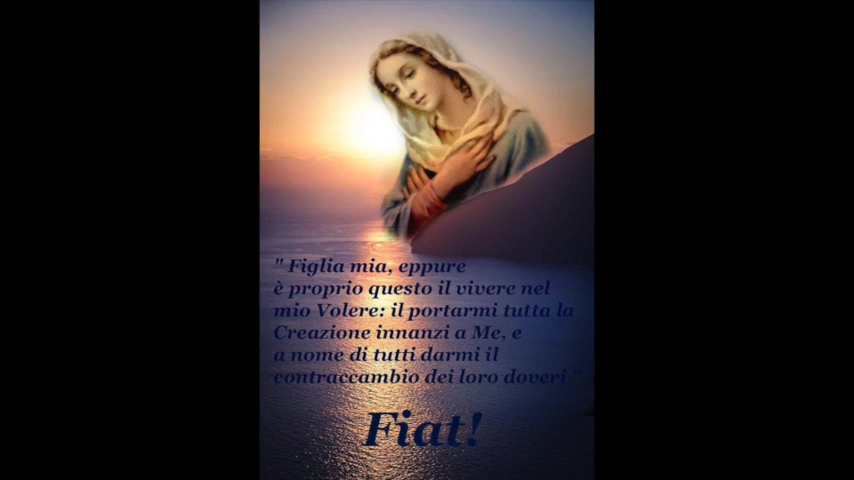 " Figlia mia, eppure
è proprio questo il vivere nel
mio Volere: il portarmi tutta la
Creazione innanzi a Me, e
a nome di tutti darmi il
contraccambio dei loro doveri "
Fiat!